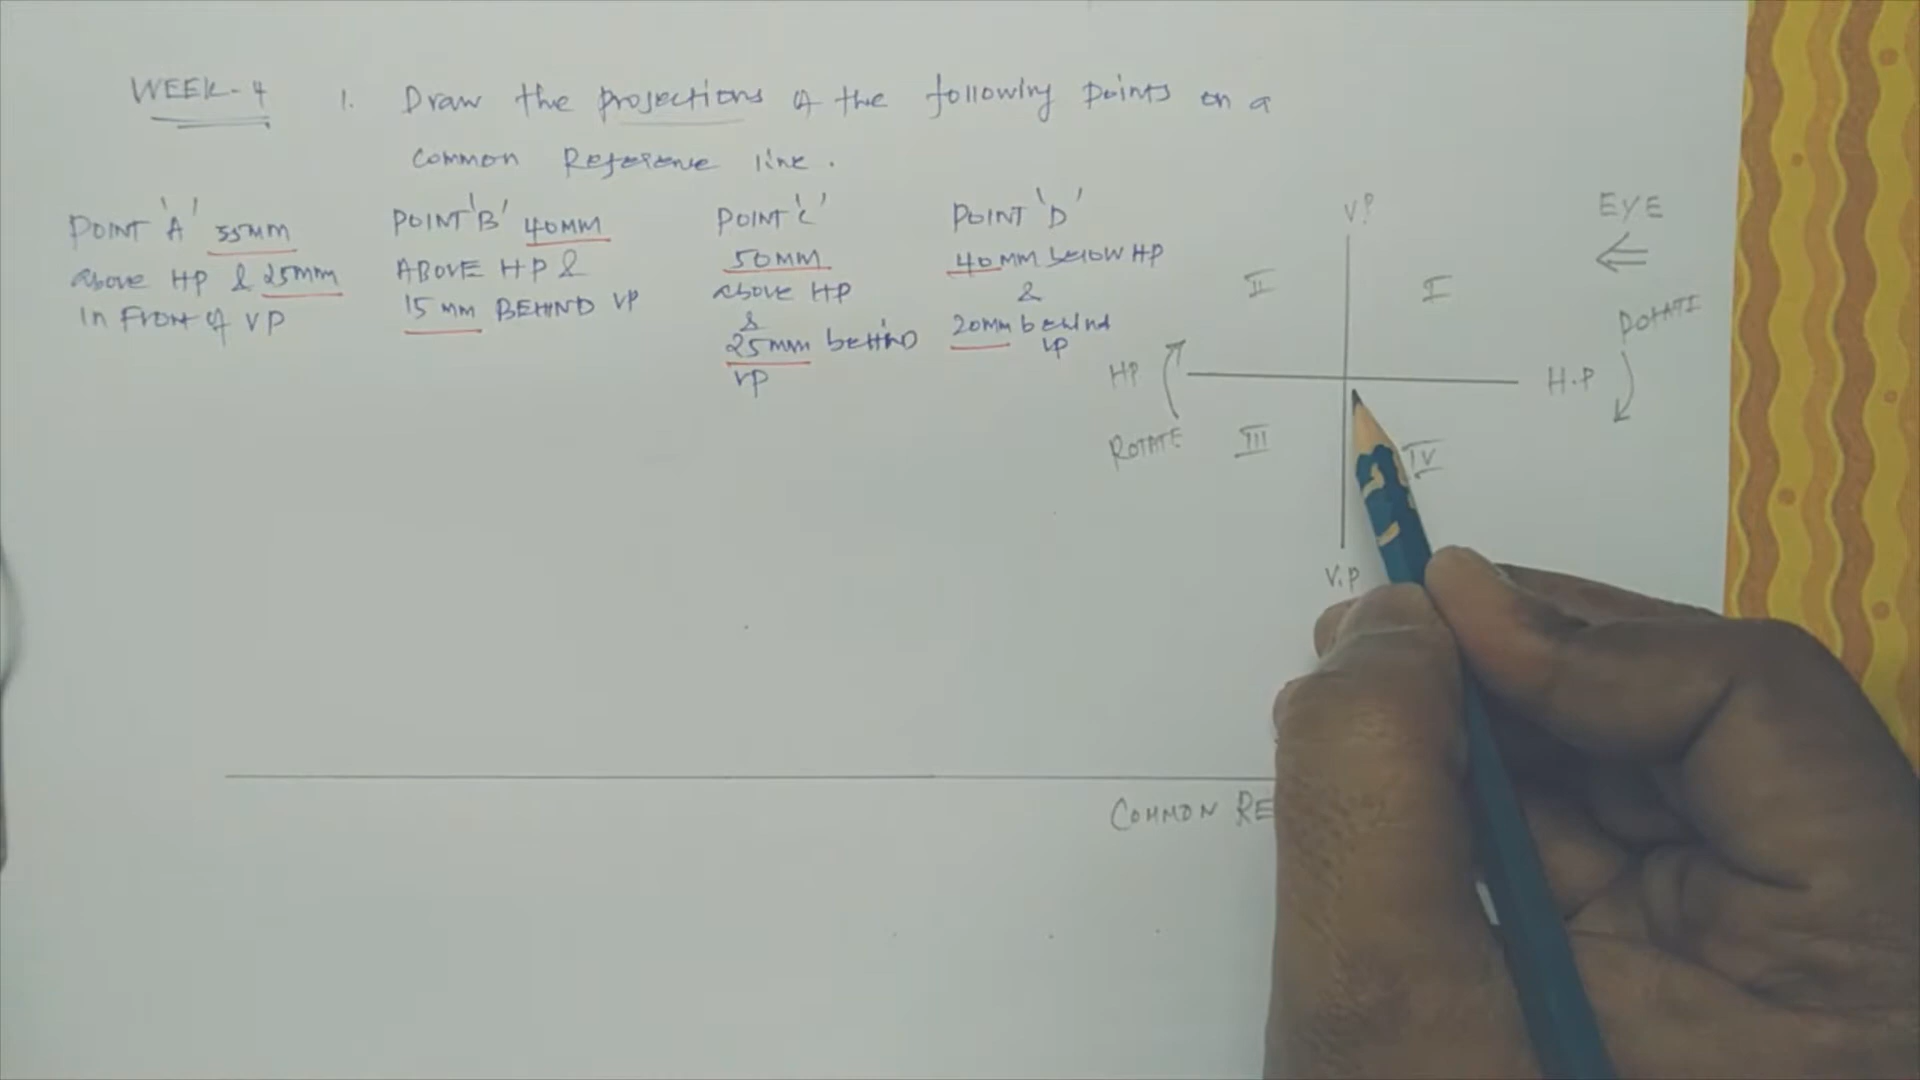 WEEK-4 1. Draw the projections of the following points on a
common Reference line.
POINT 'A' 55MM
above HP & 25mm
in Front of VP
POINT 'B' 40MM
ABOVE HP &
15 mm BEHIND VP
POINT 'C'
50MM
above HP
&
25mm behind
VP
POINT 'D'
40MM below HP
&
20mm behind
VP
V.P
EYE
II
I
ROTATE
HP
H.P
ROTATE
III
IV
V.P
COMMON RE